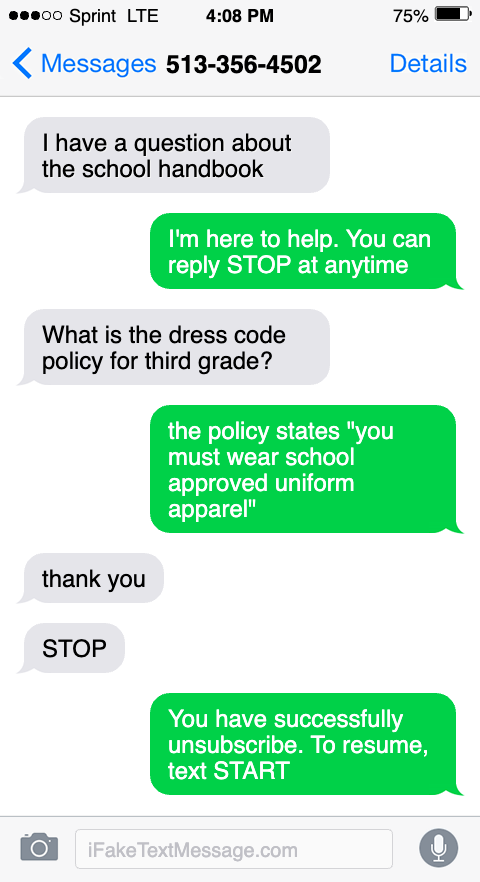 Sprint LTE 4:08 PM 75%
Messages 513-356-4502 Details
I have a question about
the school handbook
I'm here to help. You can
reply STOP at anytime
What is the dress code
policy for third grade?
the policy states "you
must wear school
approved uniform
apparel"
thank you
STOP
You have successfully
unsubscribe. To resume,
text START
iFakeTextMessage.com